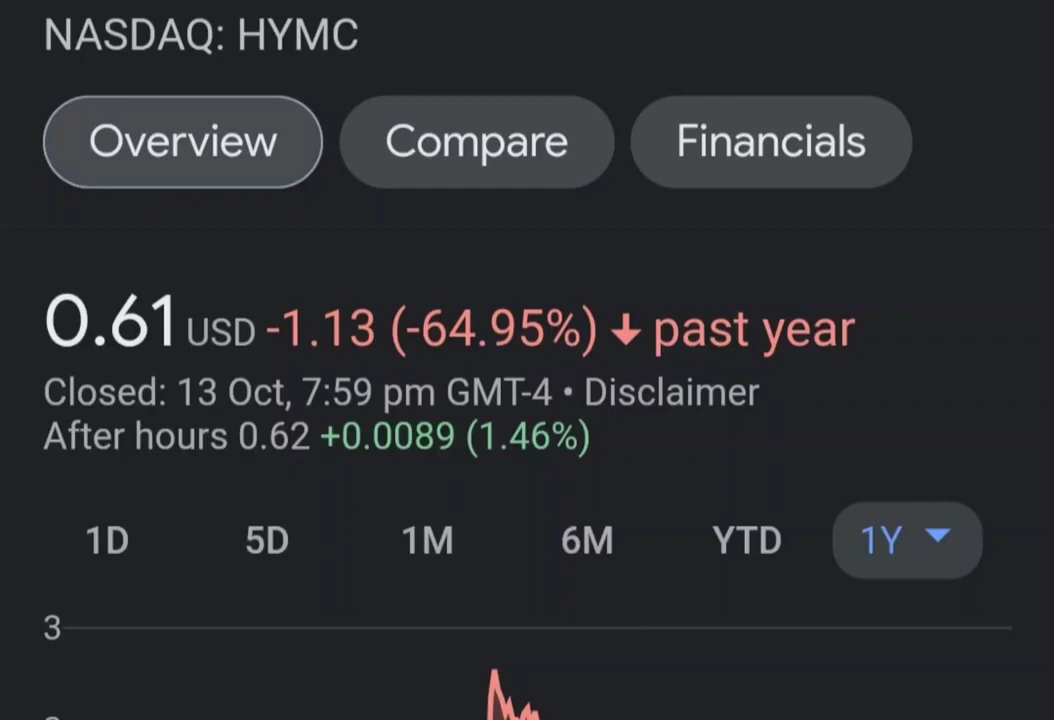 NASDAQ: HYMC
Overview Compare Financials
0.61 USD -1.13 (-64.95%) ↓ past year
Closed: 13 Oct, 7:59 pm GMT-4 • Disclaimer
After hours 0.62 +0.0089 (1.46%)
1D 5D 1M 6M YTD 1Y
3